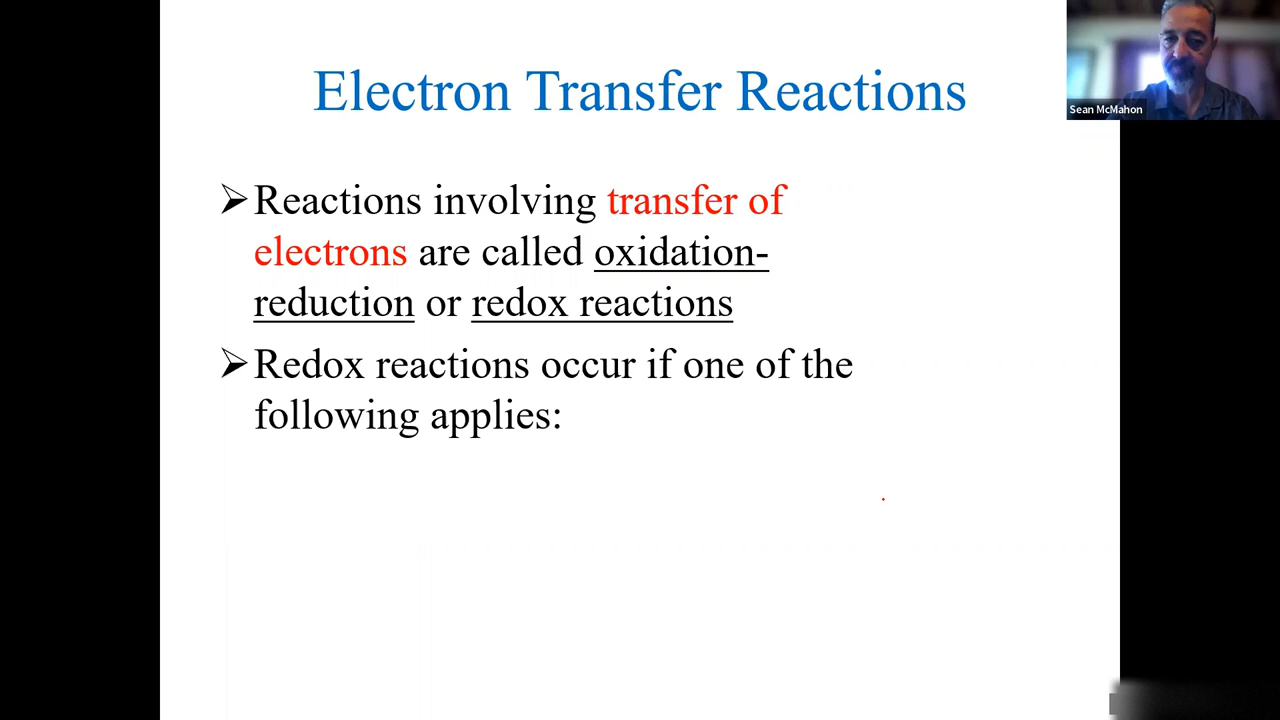 Electron Transfer Reactions
Sean McMahon
➢Reactions involving transfer of
electrons are called oxidation-
reduction or redox reactions
➢Redox reactions occur if one of the
following applies: